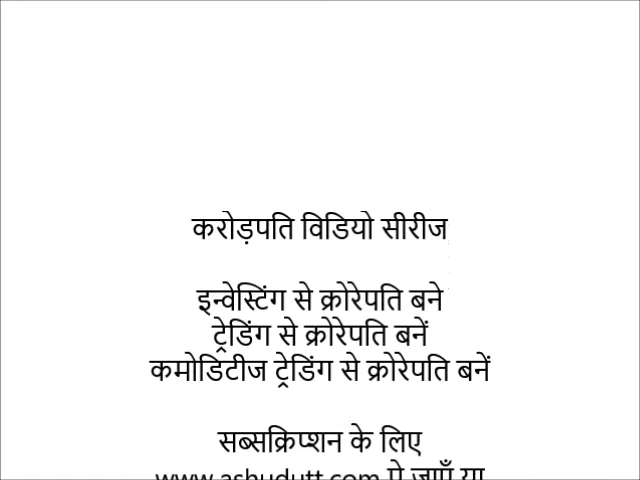 करोड़पति विडियो सीरीज
इन्वेस्टिंग से क्रोरेपति बने
ट्रेडिंग से क्रोरेपति बनें
कमोडिटीज ट्रेडिंग से क्रोरेपति बनें
सब्सक्रिप्शन के लिए
www.ashudutt.com पे जाएँ या